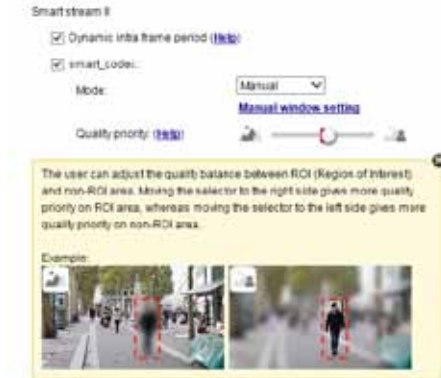 Smart stream II
Dynamic intra frame period (Help)
smart_codec:
Mode: Manual
Manual window setting
Quality priority: (Help)
The user can adjust the quality balance between ROI (Region of Interest)
and non-ROI area. Moving the selector to the right side gives more quality
priority on ROI area, whereas moving the selector to the left side gives more
quality priority on non-ROI area.
Example: